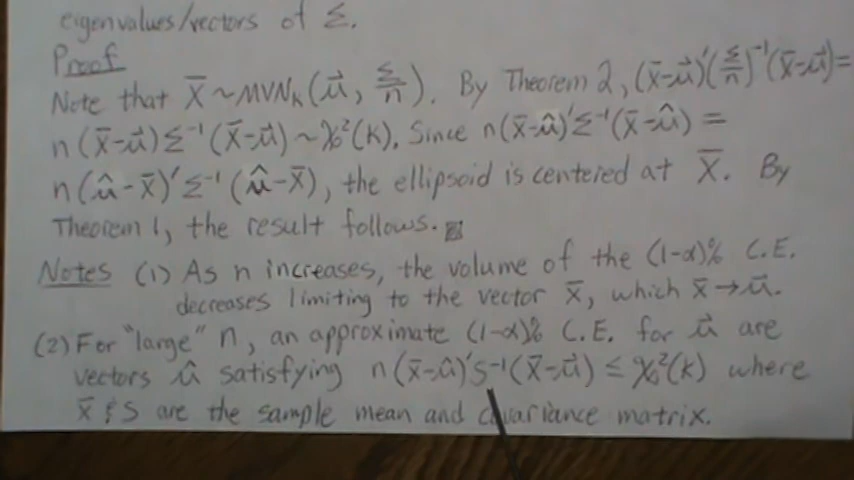 eigenvalues/vectors of Σ.
Proof
Note that X̄ ~ MVN_K(μ⃗, Σ/n). By Theorem 2, (x̄-μ⃗)'(Σ/n)⁻¹(x̄-μ⃗) =
n(x̄-μ⃗)Σ⁻¹(x̄-μ⃗) ~ χ²(K). Since n(x̄-μ̂)'Σ⁻¹(x̄-μ̂) =
n(μ̂-x̄)'Σ⁻¹(μ̂-x̄), the ellipsoid is centered at X̄. By
Theorem 1, the result follows.
Notes (1) As n increases, the volume of the (1-α)% C.E.
decreases limiting to the vector x̄, which x̄→μ⃗.
(2) For "large" n, an approximate (1-α)% C.E. for μ⃗ are
vectors μ̂ satisfying n(x̄-μ̂)'S⁻¹(x̄-μ⃗) ≤ χ²(K) where
x̄ & S are the sample mean and covariance matrix.